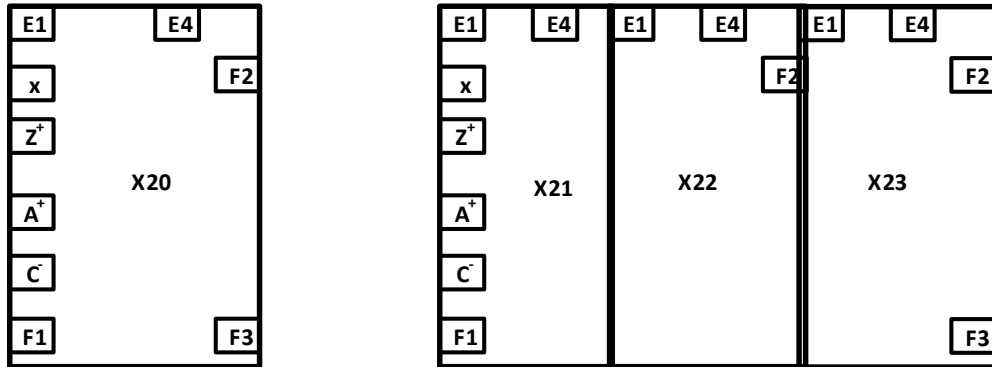 E1 E4
F2
x
Z+
X20
A+
C-
F1 F3
E1 E4 E1 E4 E1 E4
F2 F2
x
Z+
X21 X22 X23
A+
C-
F1 F3